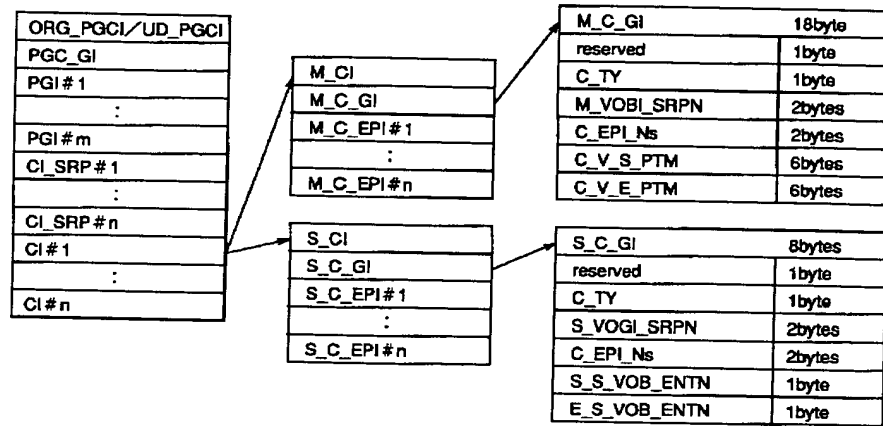 ORG_PGCI/UD_PGCI
PGC_GI
PGI#1
:
PGI#m
CI_SRP#1
:
CI_SRP#n
CI#1
:
CI#n
M_CI
M_C_GI
M_C_EPI#1
:
M_C_EPI#n
S_CI
S_C_GI
S_C_EPI#1
:
S_C_EPI#n
M_C_GI 18byte
reserved 1byte
C_TY 1byte
M_VOBI_SRPN 2bytes
C_EPI_Ns 2bytes
C_V_S_PTM 6bytes
C_V_E_PTM 6bytes
S_C_GI 8bytes
reserved 1byte
C_TY 1byte
S_VOGI_SRPN 2bytes
C_EPI_Ns 2bytes
S_S_VOB_ENTN 1byte
E_S_VOB_ENTN 1byte